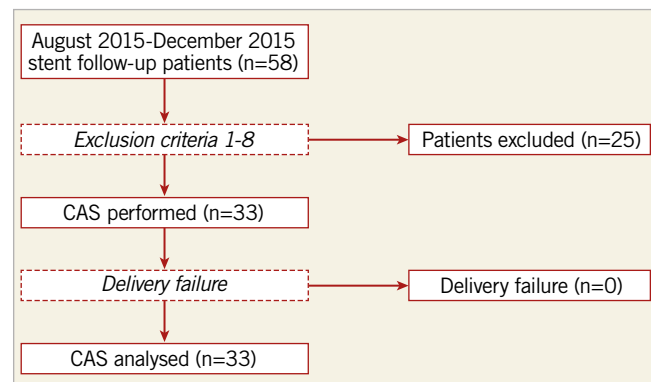 August 2015-December 2015
stent follow-up patients (n=58)
Exclusion criteria 1-8
Patients excluded (n=25)
CAS performed (n=33)
Delivery failure
Delivery failure (n=0)
CAS analysed (n=33)